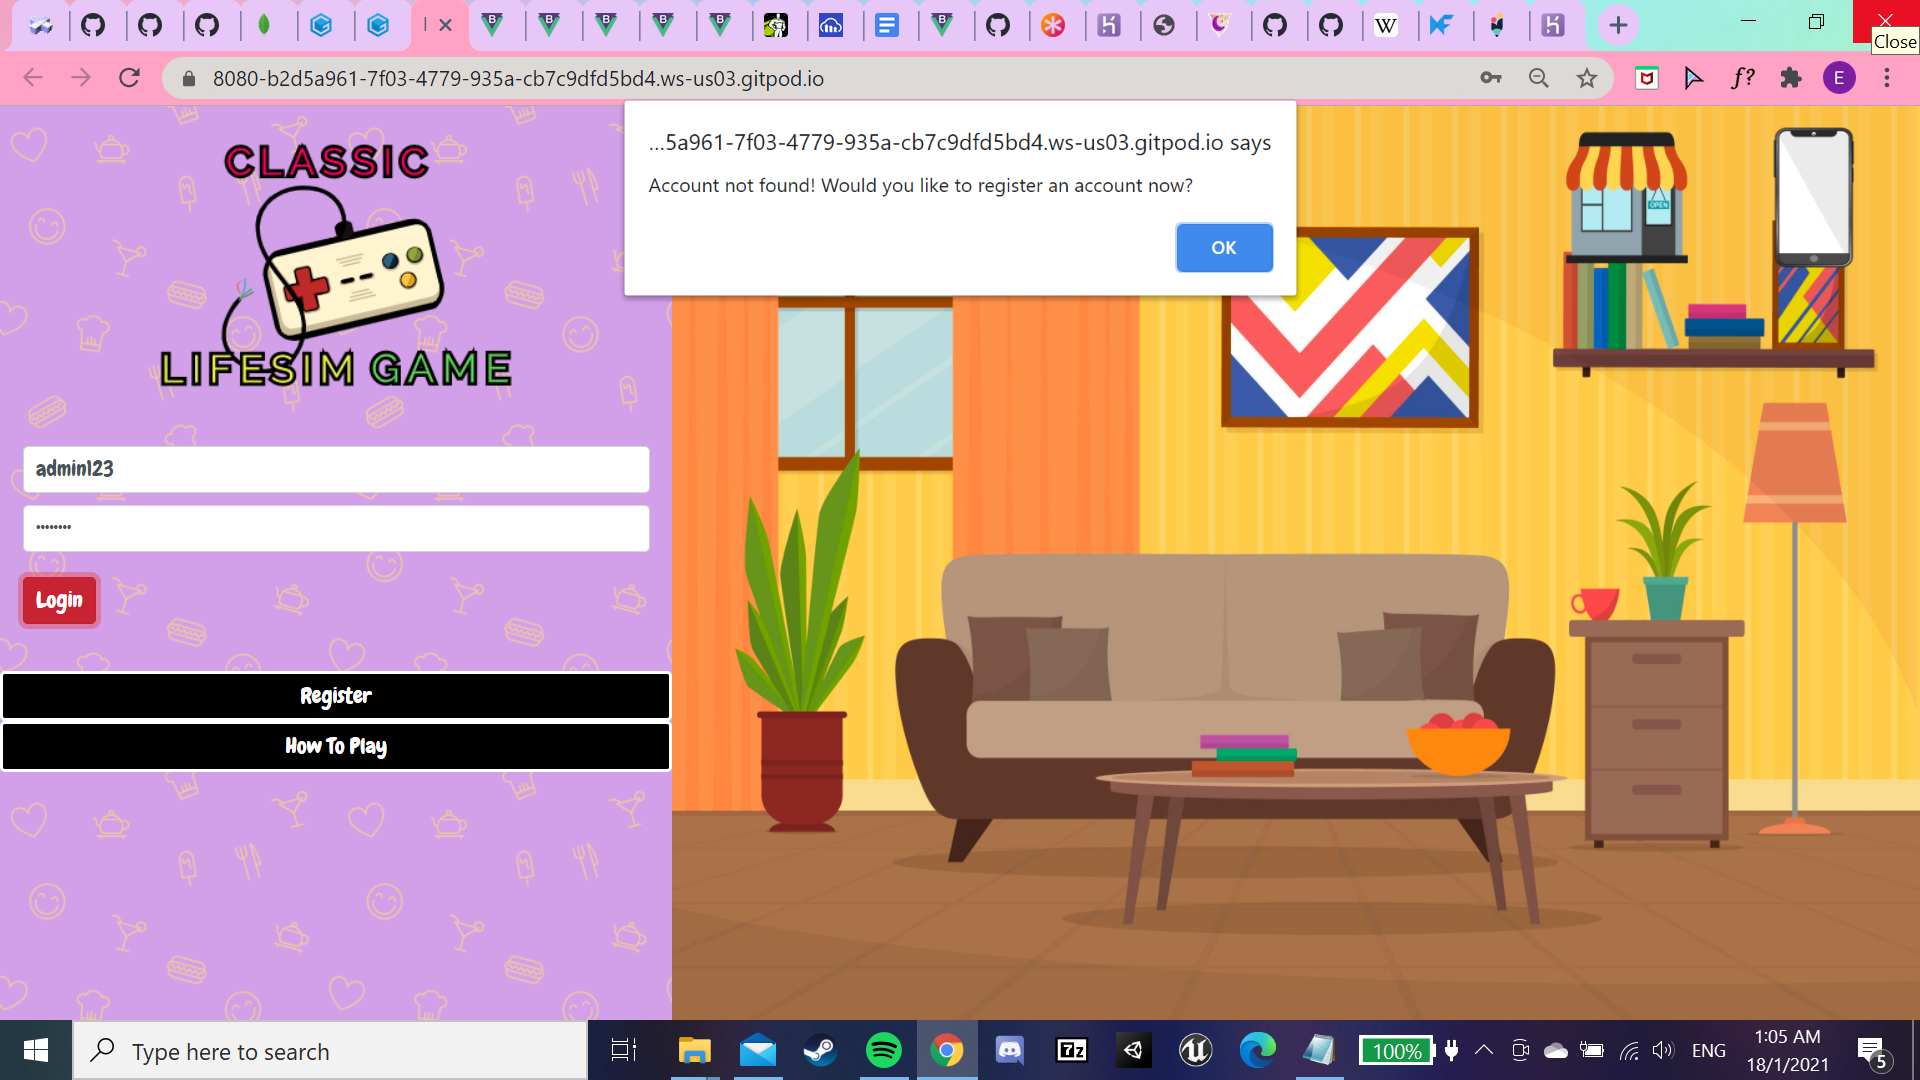 Close
8080-b2d5a961-7f03-4779-935a-cb7c9dfd5bd4.ws-us03.gitpod.io
f?
E
...5a961-7f03-4779-935a-cb7c9dfd5bd4.ws-us03.gitpod.io says
Account not found! Would you like to register an account now?
OK
CLASSIC
LIFESIM GAME
OPEN
admin123
Login
Register
How To Play
Type here to search
7z
100%
ENG
1:05 AM
18/1/2021
5